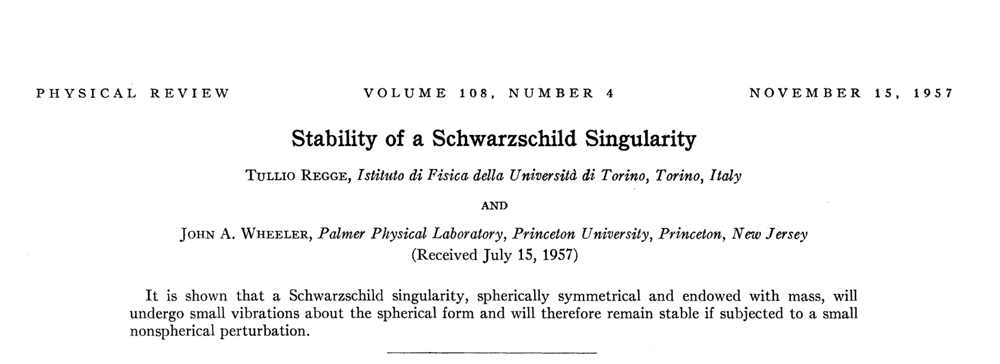 PHYSICAL REVIEW VOLUME 108, NUMBER 4 NOVEMBER 15, 1957
Stability of a Schwarzschild Singularity
TULLIO REGGE, Istituto di Fisica della Università di Torino, Torino, Italy
AND
JOHN A. WHEELER, Palmer Physical Laboratory, Princeton University, Princeton, New Jersey
(Received July 15, 1957)
It is shown that a Schwarzschild singularity, spherically symmetrical and endowed with mass, will
undergo small vibrations about the spherical form and will therefore remain stable if subjected to a small
nonspherical perturbation.